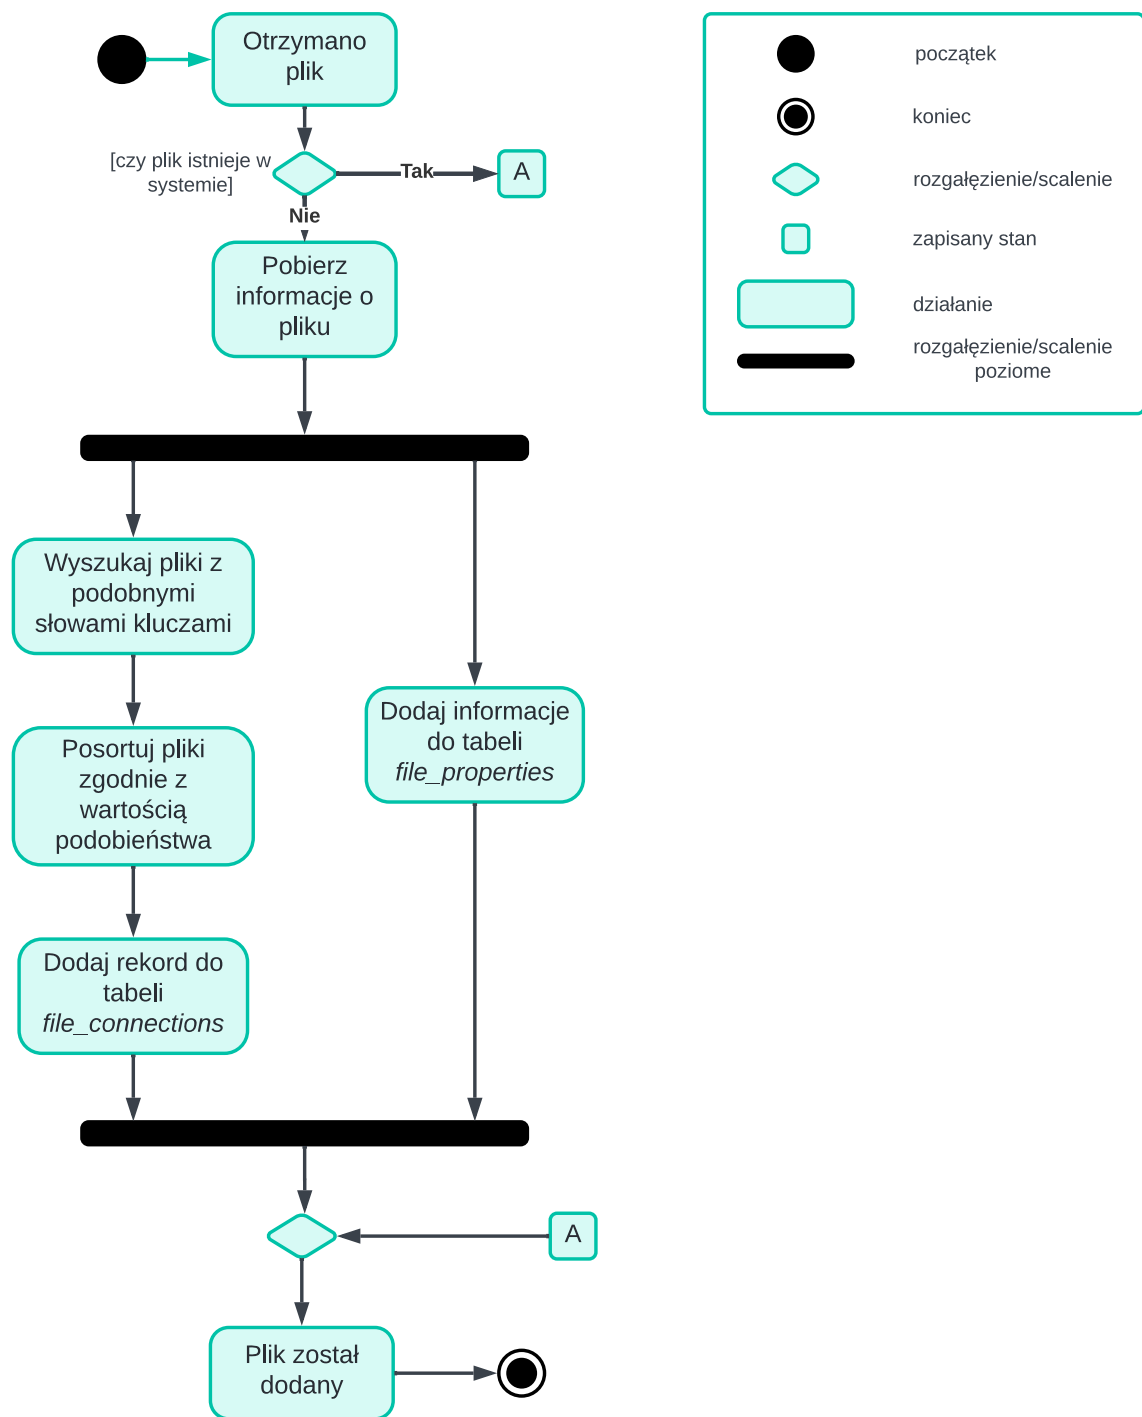 Otrzymano
plik
[czy plik istnieje w
systemie]
Tak
A
Nie
Pobierz
informacje o
pliku
Wyszukaj pliki z
podobnymi
słowami kluczami
Posortuj pliki
zgodnie z
wartością
podobieństwa
Dodaj rekord do
tabeli
file_connections
Dodaj informacje
do tabeli
file_properties
A
Plik został
dodany
początek
koniec
rozgałęzienie/scalenie
zapisany stan
działanie
rozgałęzienie/scalenie
poziome